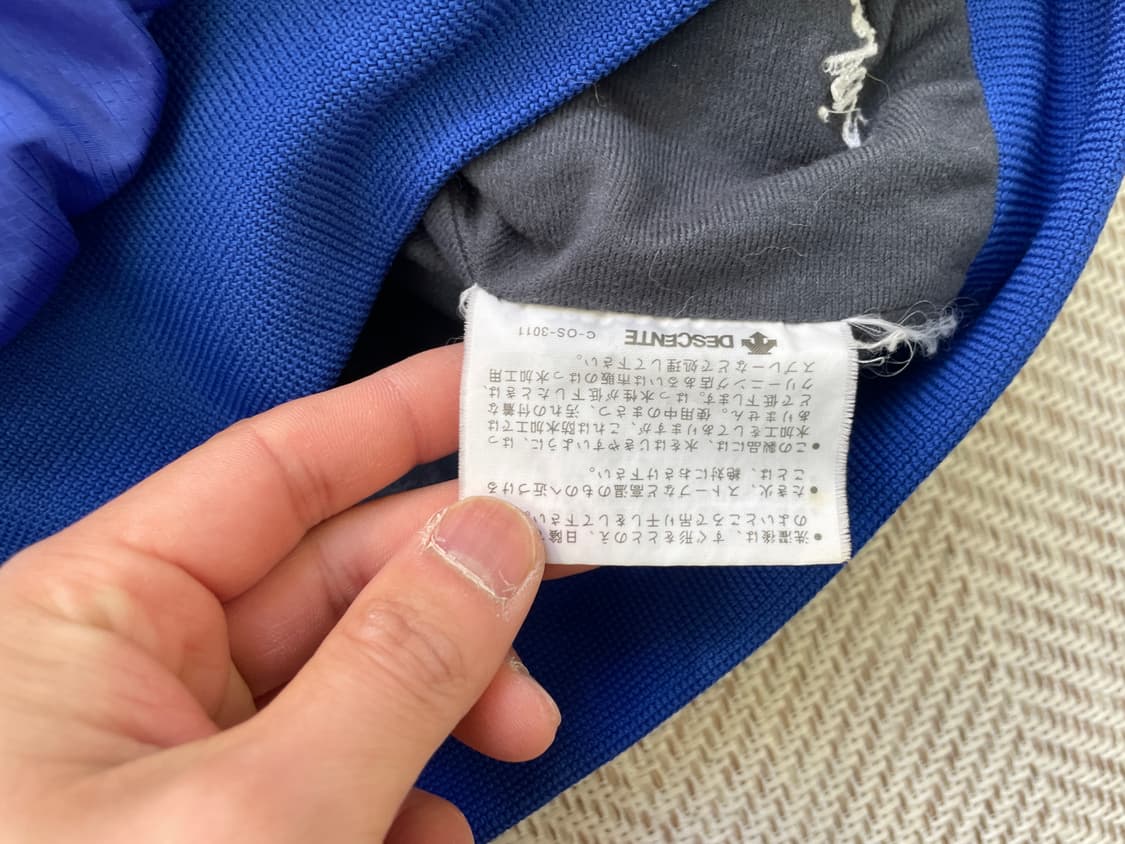 ●洗濯後は、すぐ形をととのえ、日陰
のよいところで吊り干しをして下さい。
●たき火、ストーブなど高温のものへ近づける
ことは、絶対におさけ下さい。
●この製品には、水をはじきやすいように、はっ
水加工をしてありますが、これは防水加工では
ありません。使用中のまさつ、汚れの付着な
どで低下します。はっ水性が低下したときは、
クリーニング店あるいは市販のはっ水加工用
スプレーなどで処理して下さい。
DESCENTE C-OS-3011